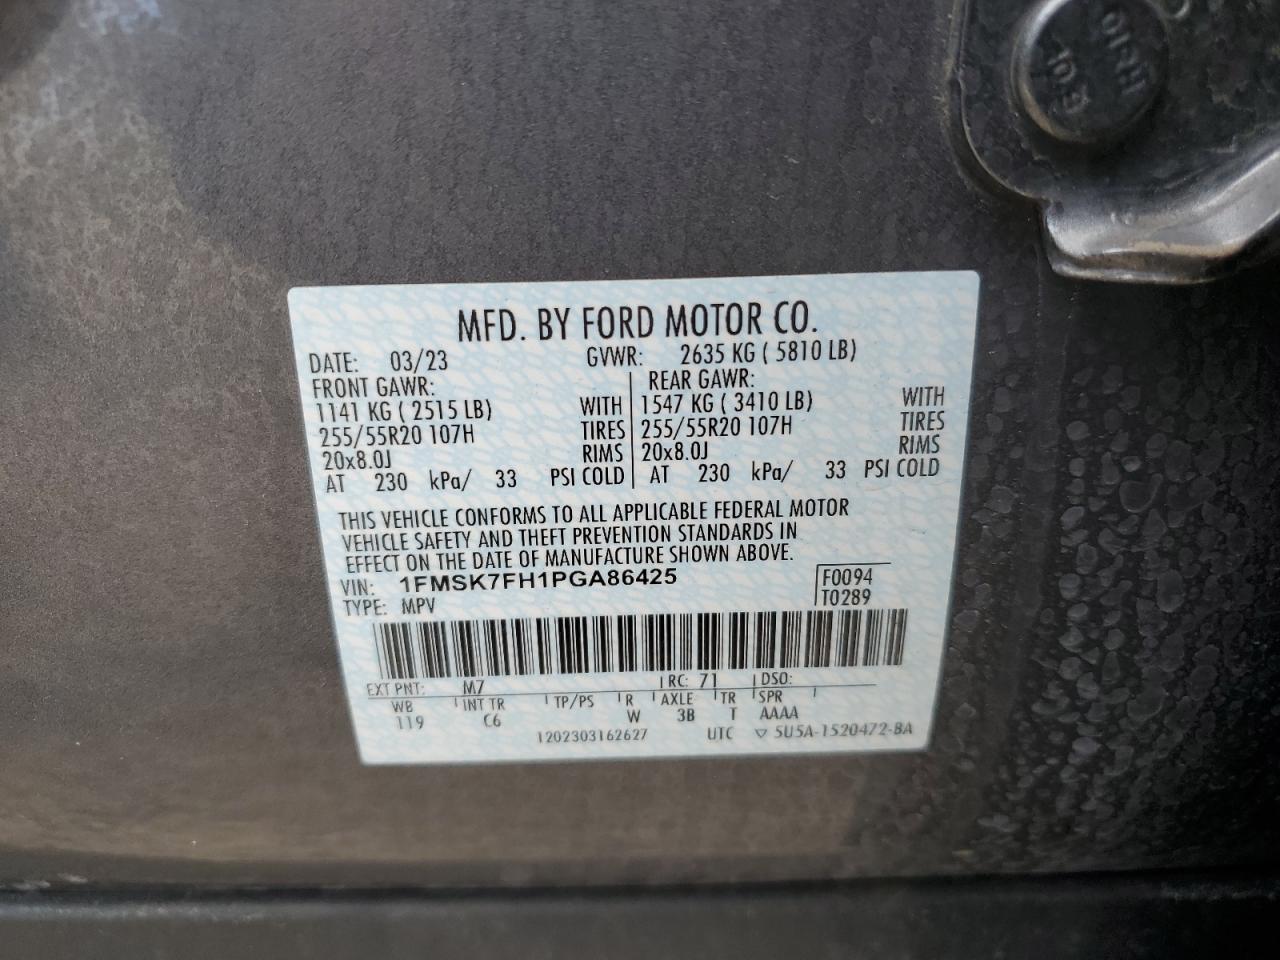 MFD. BY FORD MOTOR CO.
DATE: 03/23 GVWR: 2635 KG ( 5810 LB)
FRONT GAWR: REAR GAWR:
1141 KG ( 2515 LB) WITH 1547 KG ( 3410 LB) WITH
255/55R20 107H TIRES 255/55R20 107H TIRES
20x8.0J RIMS 20x8.0J RIMS
AT 230 kPa/ 33 PSI COLD AT 230 kPa/ 33 PSI COLD
THIS VEHICLE CONFORMS TO ALL APPLICABLE FEDERAL MOTOR
VEHICLE SAFETY AND THEFT PREVENTION STANDARDS IN
EFFECT ON THE DATE OF MANUFACTURE SHOWN ABOVE.
VIN: 1FMSK7FH1PGA86425 F0094
TYPE: MPV T0289
EXT PNT: M7 RC: 71 DSO:
WB INT TR TP/PS R AXLE TR SPR
119 C6 W 3B T AAAA
1202303162627 UTC ▽ 5U5A-1520472-BA
10.9